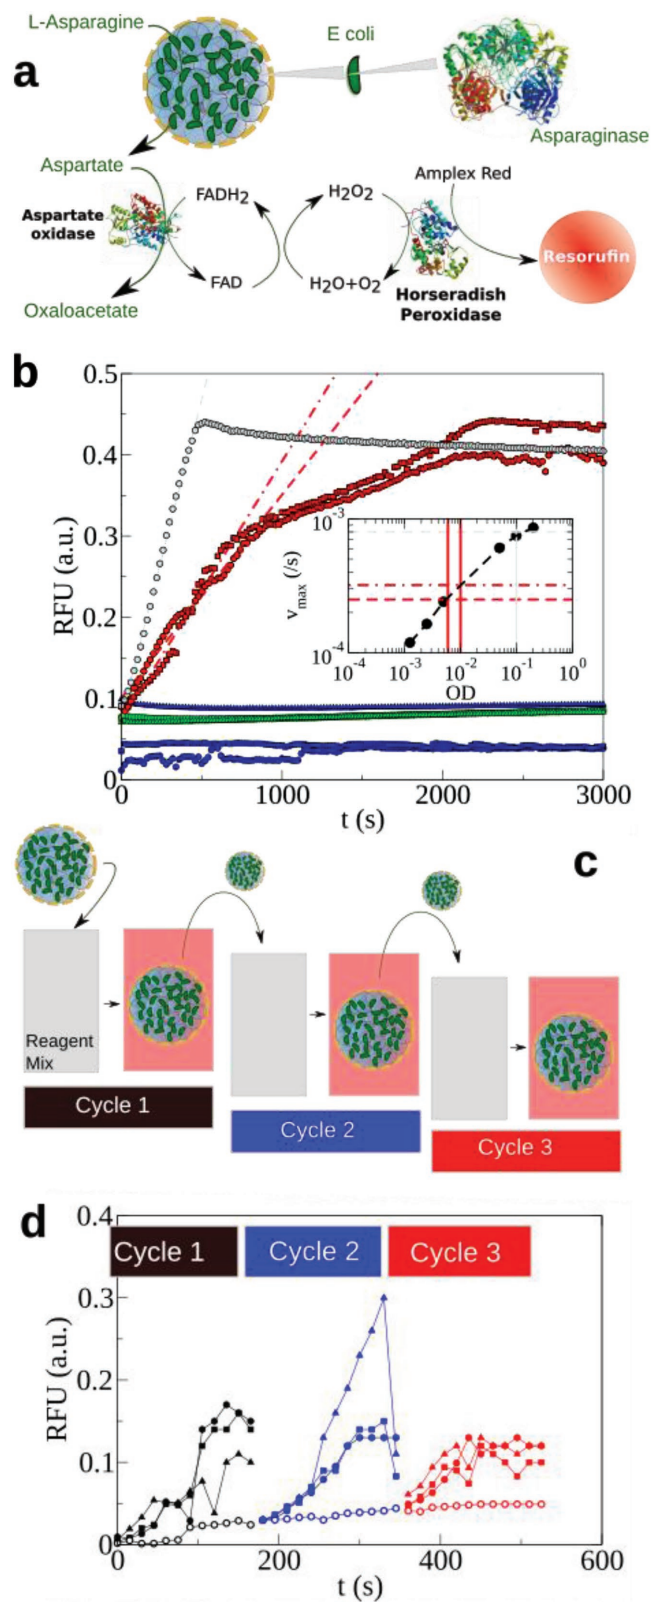 L-Asparagine
E coli
a
Asparaginase
Aspartate
Amplex Red
FADH2
H2O2
Aspartate
oxidase
Resorufin
FAD
H2O+O2
Horseradish
Peroxidase
Oxaloacetate
b
0.5
0.4
0.3
0.2
0.1
0
RFU (a.u.)
10-3
10-4
vmax (/s)
10-4 10-3 10-2 10-1 100
OD
0 1000 2000 3000
t (s)
c
Reagent
Mix
Cycle 1
Cycle 2
Cycle 3
d
0.4
Cycle 1 Cycle 2 Cycle 3
0.3
0.2
0.1
0
RFU (a.u.)
0 200 400 600
t (s)